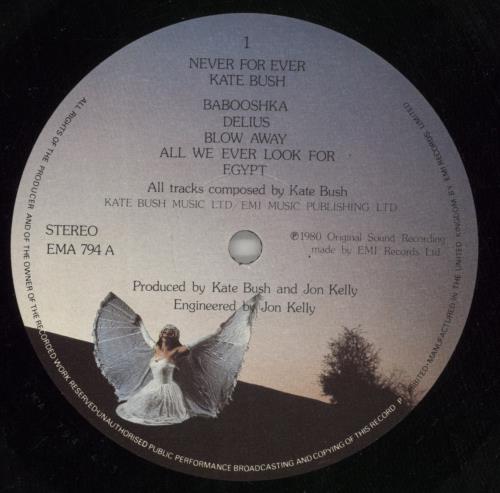 1
NEVER FOR EVER
KATE BUSH
BABOOSHKA
DELIUS
BLOW AWAY
ALL WE EVER LOOK FOR
EGYPT
All tracks composed by Kate Bush
KATE BUSH MUSIC LTD/EMI MUSIC PUBLISHING LTD
STEREO
EMA 794 A
℗1980 Original Sound Recording
made by EMI Records Ltd.
Produced by Kate Bush and Jon Kelly
Engineered by Jon Kelly
ALL RIGHTS OF THE PRODUCER AND OF THE OWNER OF THE RECORDED WORK RESERVED·UNAUTHORISED PUBLIC PERFORMANCE BROADCASTING AND COPYING OF THIS RECORD P HIBITED-MANUFACTURED IN THE UNITED KINGDOM BY EMI RECORDS LIMITED